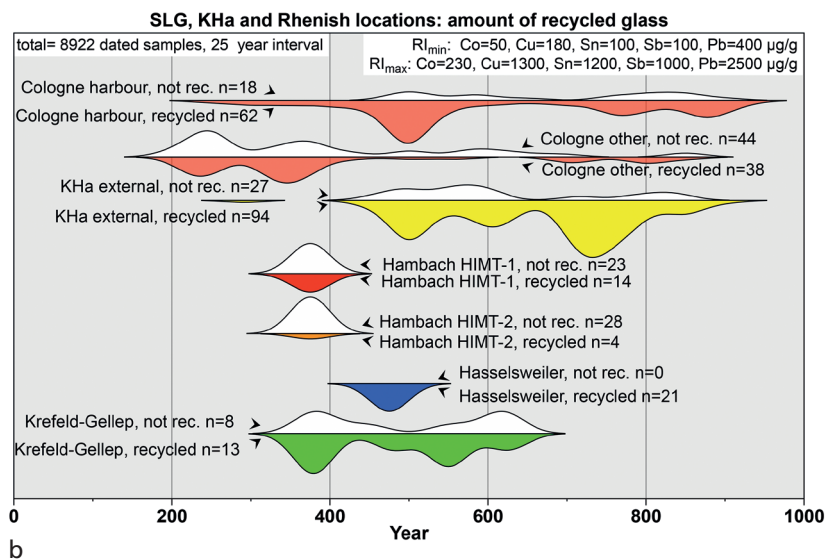 SLG, KHa and Rhenish locations: amount of recycled glass
total= 8922 dated samples, 25 year interval
RImin: Co=50, Cu=180, Sn=100, Sb=100, Pb=400 µg/g
RImax: Co=230, Cu=1300, Sn=1200, Sb=1000, Pb=2500 µg/g
Cologne harbour, not rec. n=18
Cologne harbour, recycled n=62
Cologne other, not rec. n=44
Cologne other, recycled n=38
KHa external, not rec. n=27
KHa external, recycled n=94
Hambach HIMT-1, not rec. n=23
Hambach HIMT-1, recycled n=14
Hambach HIMT-2, not rec. n=28
Hambach HIMT-2, recycled n=4
Hasselsweiler, not rec. n=0
Hasselsweiler, recycled n=21
Krefeld-Gellep, not rec. n=8
Krefeld-Gellep, recycled n=13
0 200 400 600 800 1000
Year
b